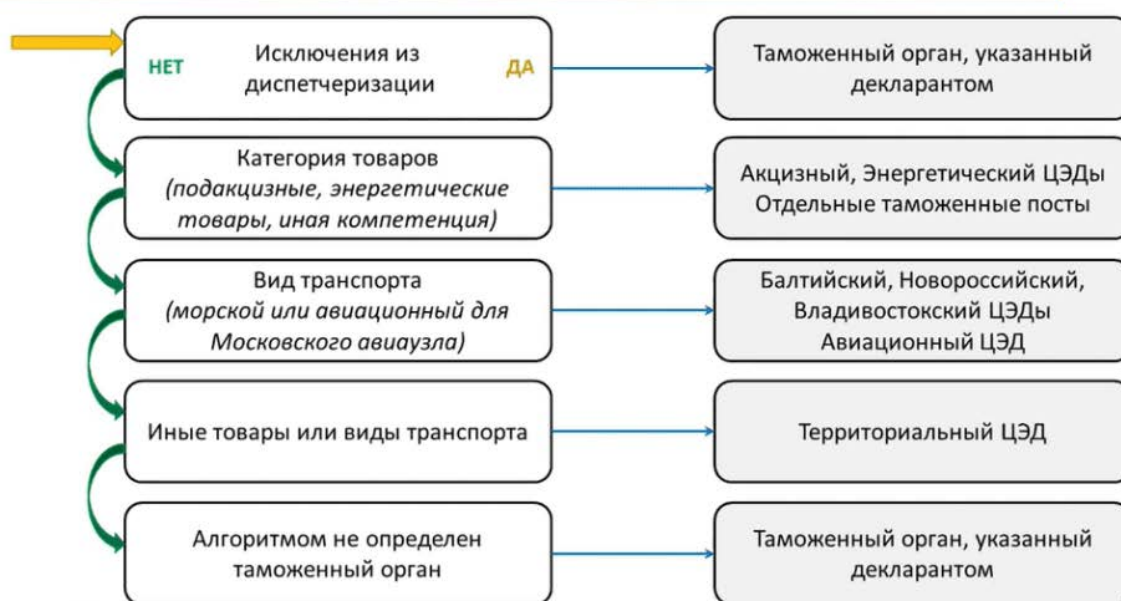 Исключения из
НЕТ
ДА
диспетчеризации
Таможенный орган, указанный
декларантом
Категория товаров
(подакцизные, энергетические
товары, иная компетенция)
Акцизный, Энергетический ЦЭДы
Отдельные таможенные посты
Вид транспорта
(морской или авиационный для
Московского авиаузла)
Балтийский, Новороссийский,
Владивостокский ЦЭДы
Авиационный ЦЭД
Иные товары или виды транспорта
Территориальный ЦЭД
Алгоритмом не определен
таможенный орган
Таможенный орган, указанный
декларантом